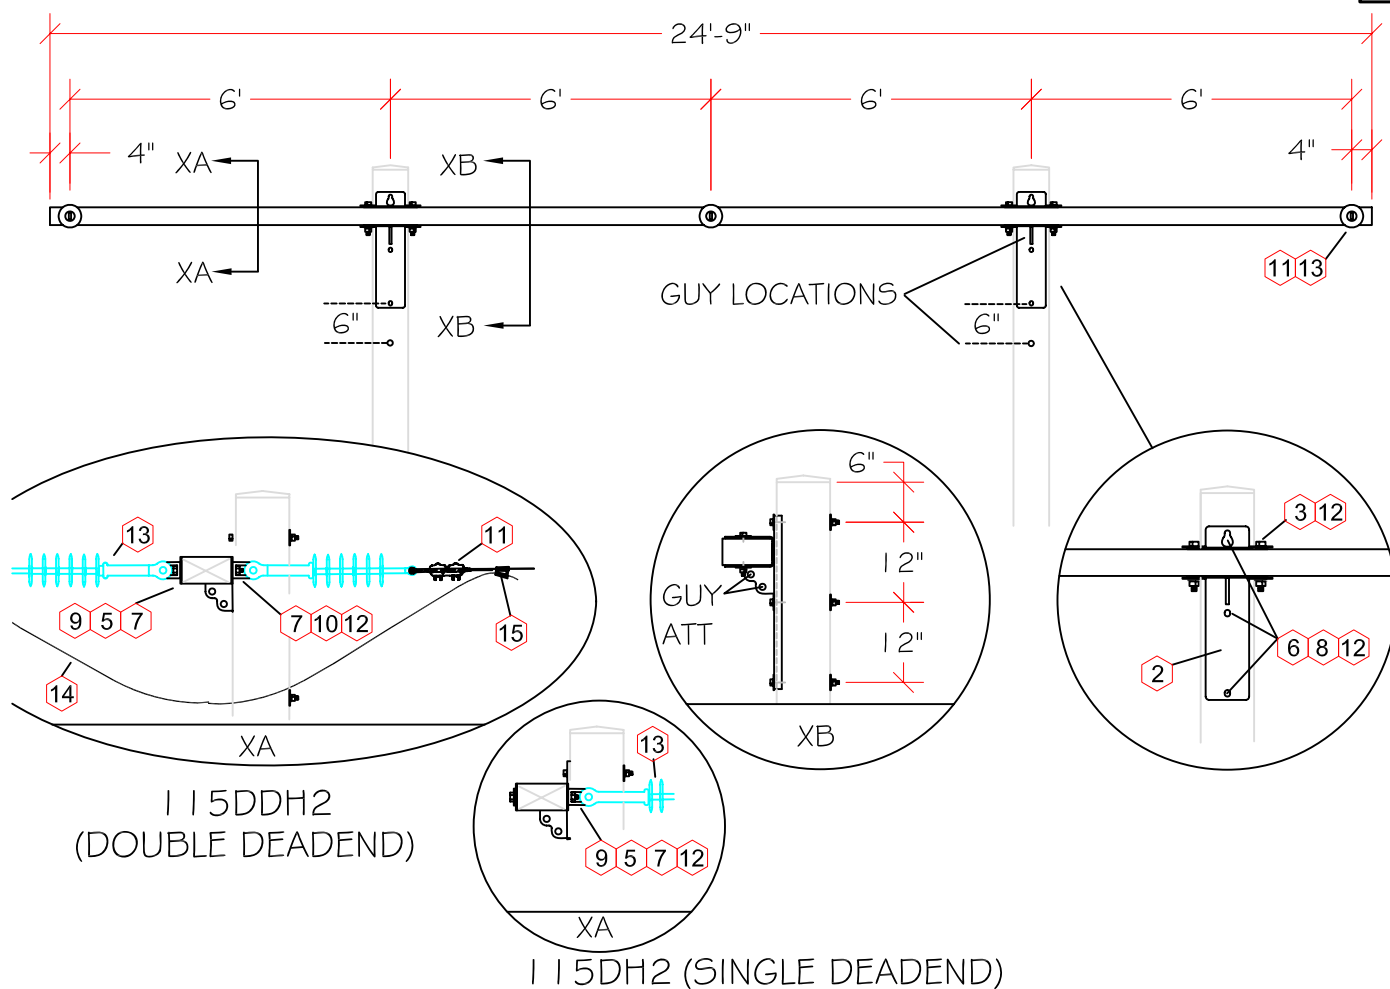 24'-9"
6' 6' 6' 6'
4" 4"
XA XB
XA
11 13
GUY LOCATIONS
6" XB 6"
6"
13 11 3 12
12"
GUY
ATT
9 5 7 7 10 12 15 12" 6 8 12
2
14
XA XB
13
115DDH2
(DOUBLE DEADEND)
9 5 7 12
XA
115DH2 (SINGLE DEADEND)